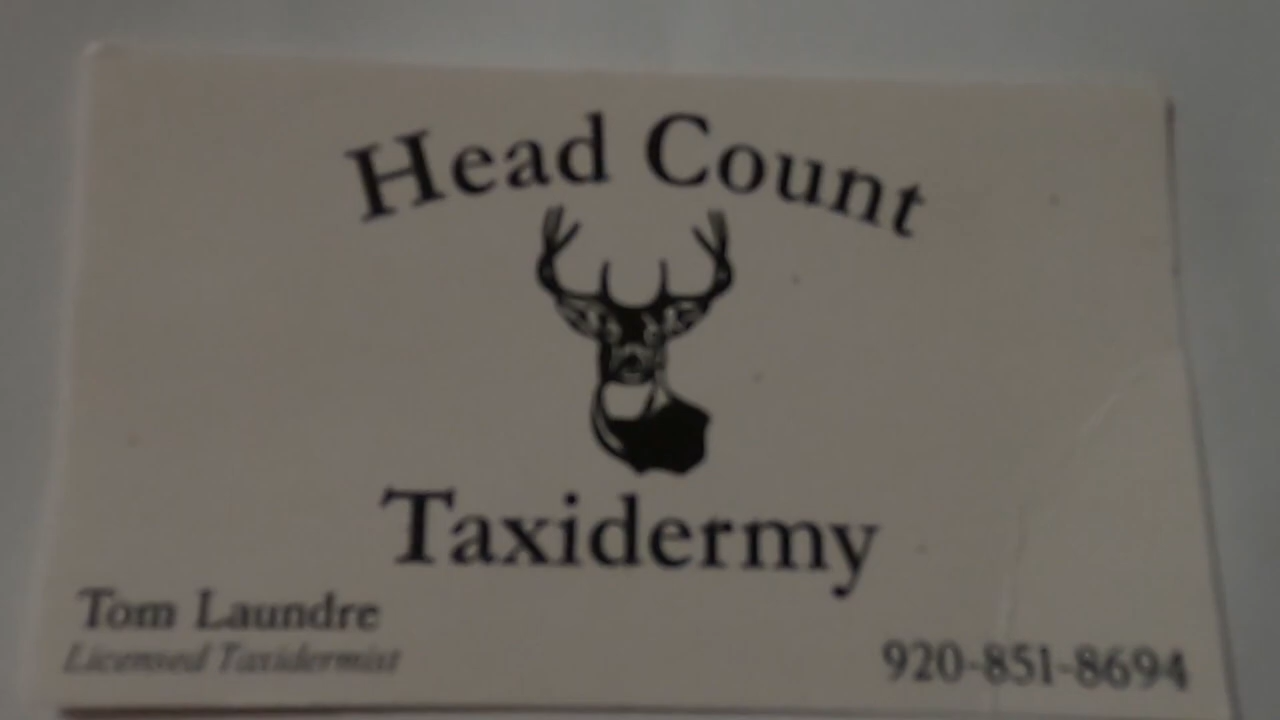 Head Count
Taxidermy
Tom Laundre
Licensed Taxidermist
920-851-8694